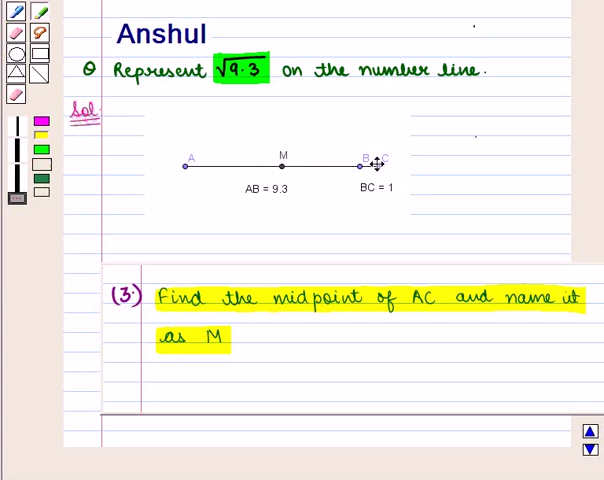 Anshul
Q Represent √9.3 on the number line.
Sol.
A M B C
AB = 9.3 BC = 1
(3.) Find the midpoint of AC and name it
as M